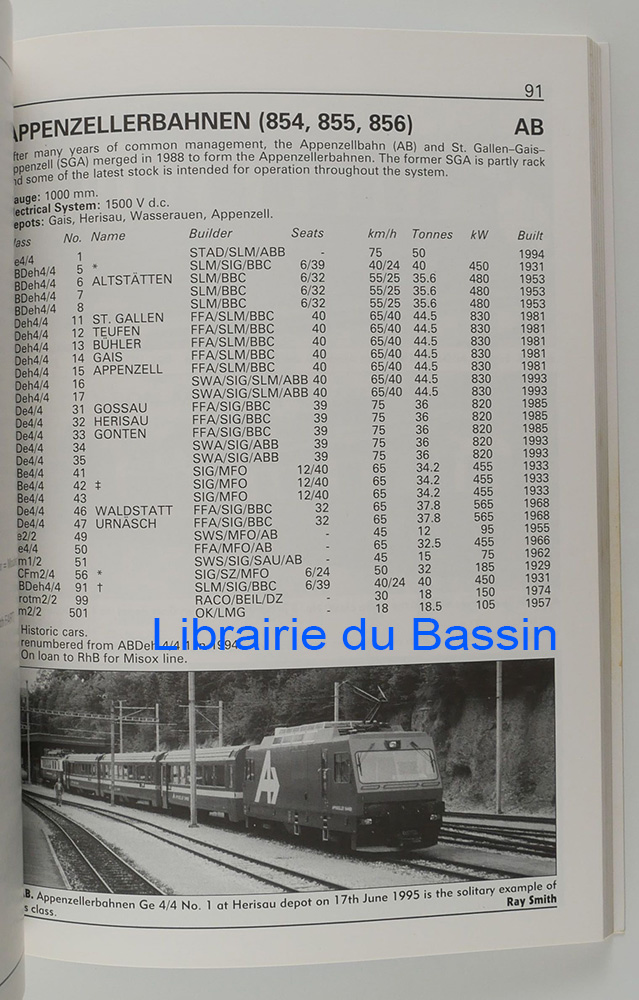 91
APPENZELLERBAHNEN (854, 855, 856) AB
fter many years of common management, the Appenzellbahn (AB) and St. Gallen–Gais–
ppenzell (SGA) merged in 1988 to form the Appenzellerbahnen. The former SGA is partly rack
nd some of the latest stock is intended for operation throughout the system.
auge: 1000 mm.
lectrical System: 1500 V d.c.
epots: Gais, Herisau, Wasserauen, Appenzell.
lass No. Name Builder Seats km/h Tonnes kW Built
e4/4 1 STAD/SLM/ABB - 75 50 1994
BDeh4/4 5 * SLM/SIG/BBC 6/39 40/24 40 450 1931
BDeh4/4 6 ALTSTÄTTEN SLM/BBC 6/32 55/25 35.6 480 1953
BDeh4/4 7 SLM/BBC 6/32 55/25 35.6 480 1953
BDeh4/4 8 SLM/BBC 6/32 55/25 35.6 480 1953
Deh4/4 11 ST. GALLEN FFA/SLM/BBC 40 65/40 44.5 830 1981
Deh4/4 12 TEUFEN FFA/SLM/BBC 40 65/40 44.5 830 1981
Deh4/4 13 BÜHLER FFA/SLM/BBC 40 65/40 44.5 830 1981
Deh4/4 14 GAIS FFA/SLM/BBC 40 65/40 44.5 830 1981
Deh4/4 15 APPENZELL FFA/SLM/BBC 40 65/40 44.5 830 1981
Deh4/4 16 SWA/SIG/SLM/ABB 40 65/40 44.5 830 1993
Deh4/4 17 SWA/SIG/SLM/ABB 40 65/40 44.5 830 1993
De4/4 31 GOSSAU FFA/SIG/BBC 39 75 36 820 1985
De4/4 32 HERISAU FFA/SIG/BBC 39 75 36 820 1985
De4/4 33 GONTEN FFA/SIG/BBC 39 75 36 820 1985
De4/4 34 SWA/SIG/ABB 39 75 36 820 1993
De4/4 35 SWA/SIG/ABB 39 75 36 820 1993
Be4/4 41 SIG/MFO 12/40 65 34.2 455 1933
Be4/4 42 ‡ SIG/MFO 12/40 65 34.2 455 1933
Be4/4 43 SIG/MFO 12/40 65 34.2 455 1933
De4/4 46 WALDSTATT FFA/SIG/BBC 32 65 37.8 565 1968
De4/4 47 URNÄSCH FFA/SIG/BBC 32 65 37.8 565 1968
e2/2 49 SWS/MFO/AB - 45 12 95 1955
e4/4 50 FFA/MFO/AB - 65 32.5 455 1966
m1/2 51 SWS/SIG/SAU/AB - 45 15 75 1962
CFm2/4 56 * SIG/SZ/MFO 6/24 50 32 185 1929
BDeh4/4 91 † SLM/SIG/BBC 6/39 40/24 40 450 1931
rotm2/2 99 RACO/BEIL/DZ - 30 18 150 1974
m2/2 501 OK/LMG - 18 18.5 105 1957
Historic cars.
renumbered from ABDeh 4/4 1 in 1994
On loan to RhB for Misox line.
Librairie du Bassin
.B. Appenzellerbahnen Ge 4/4 No. 1 at Herisau depot on 17th June 1995 is the solitary example of
s class. Ray Smith